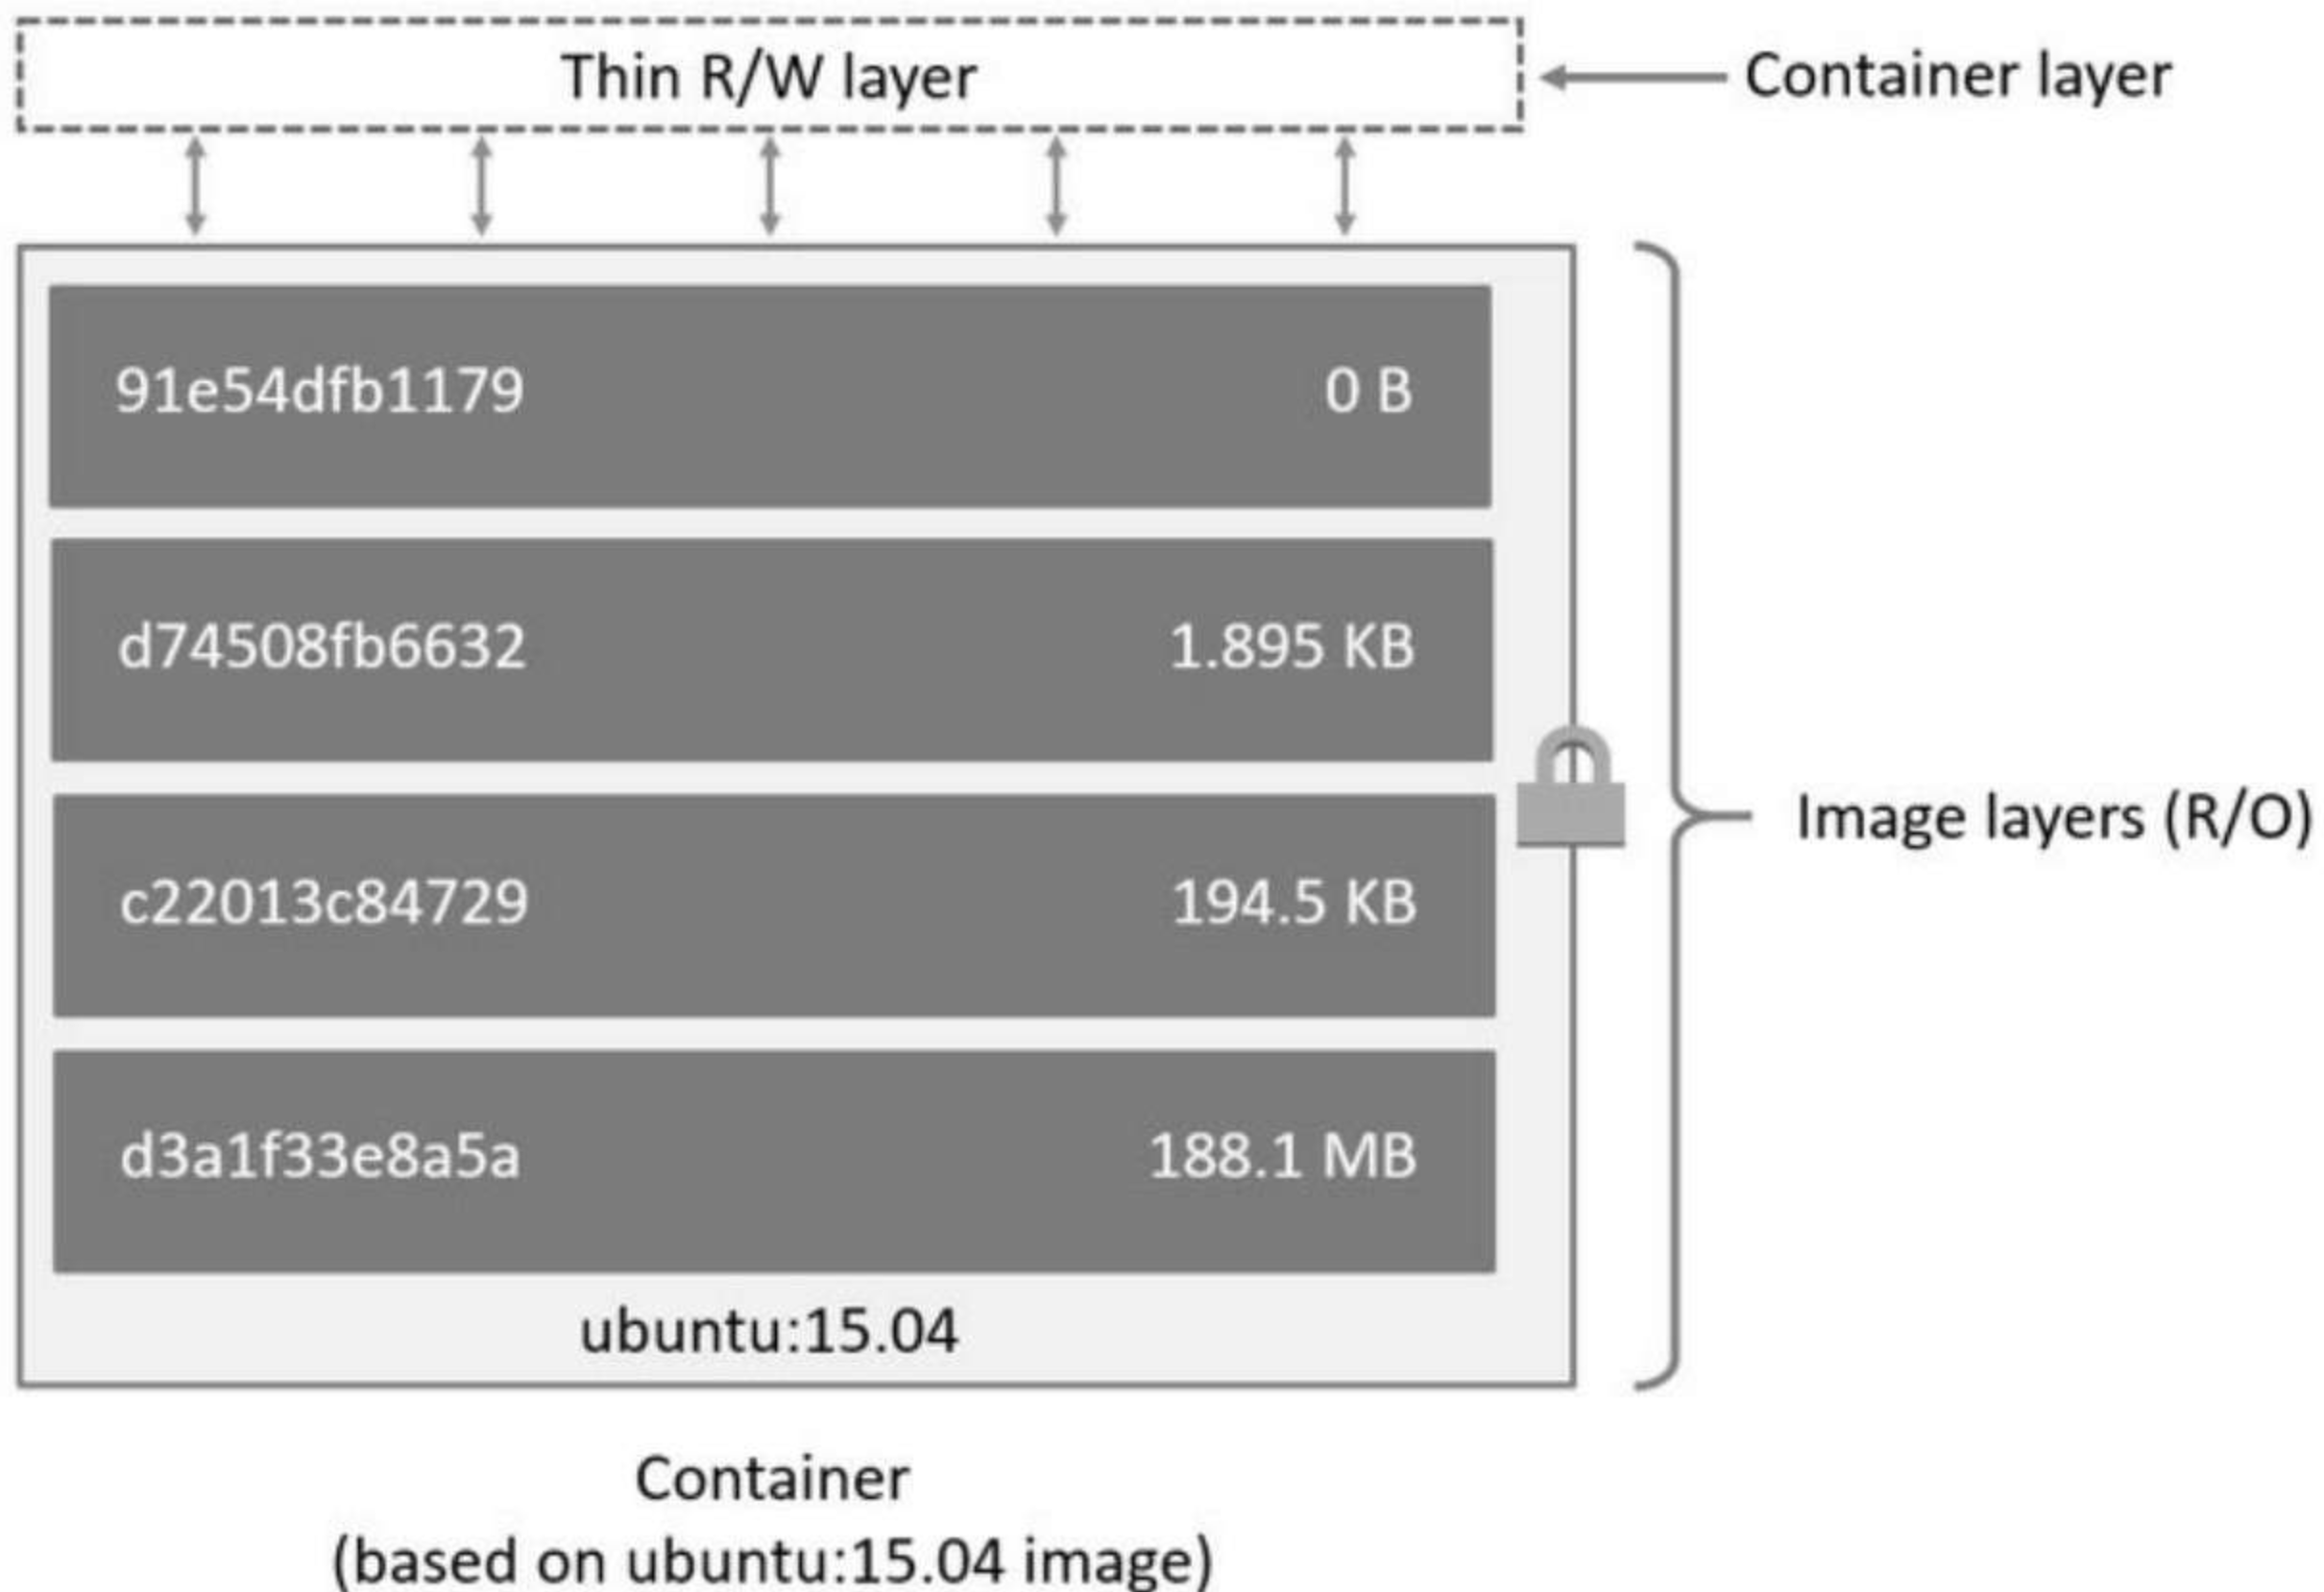 Thin R/W layer
Container layer
91e54dfb1179 0 B
d74508fb6632 1.895 KB
c22013c84729 194.5 KB
Image layers (R/O)
d3a1f33e8a5a 188.1 MB
ubuntu:15.04
Container
(based on ubuntu:15.04 image)